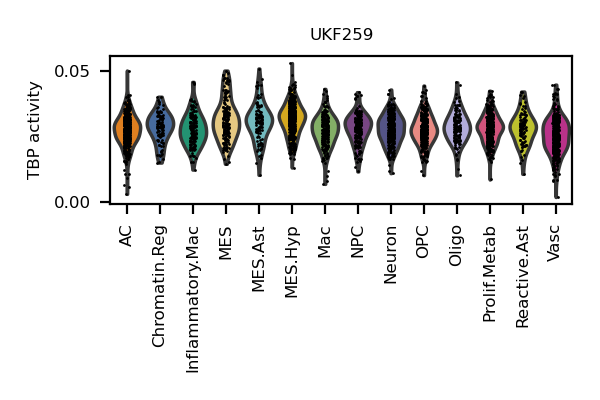 UKF259
TBP activity
0.05
0.00
AC
Chromatin.Reg
Inflammatory.Mac
MES
MES.Ast
MES.Hyp
Mac
NPC
Neuron
OPC
Oligo
Prolif.Metab
Reactive.Ast
Vasc